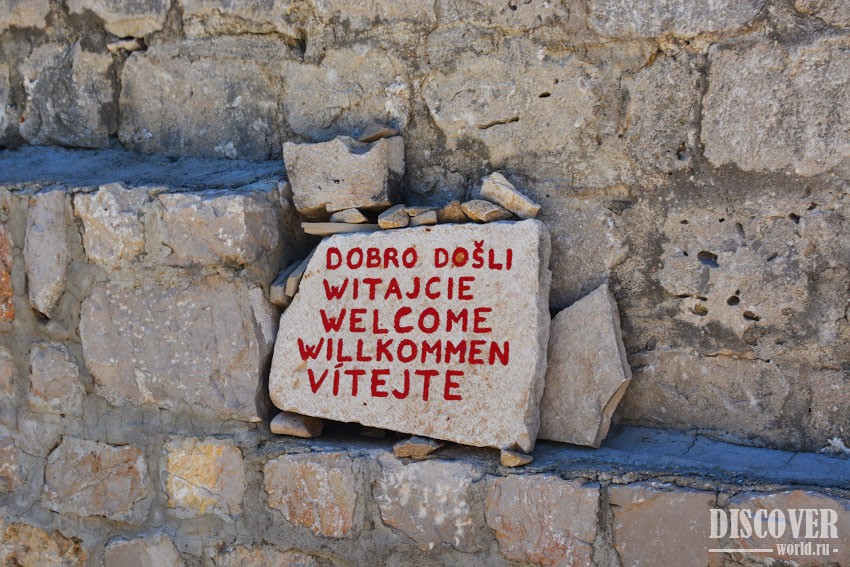 DOBRO DOŠLI
WITAJCIE
WELCOME
WILLKOMMEN
VÍTEJTE
DISCOVER
world.ru